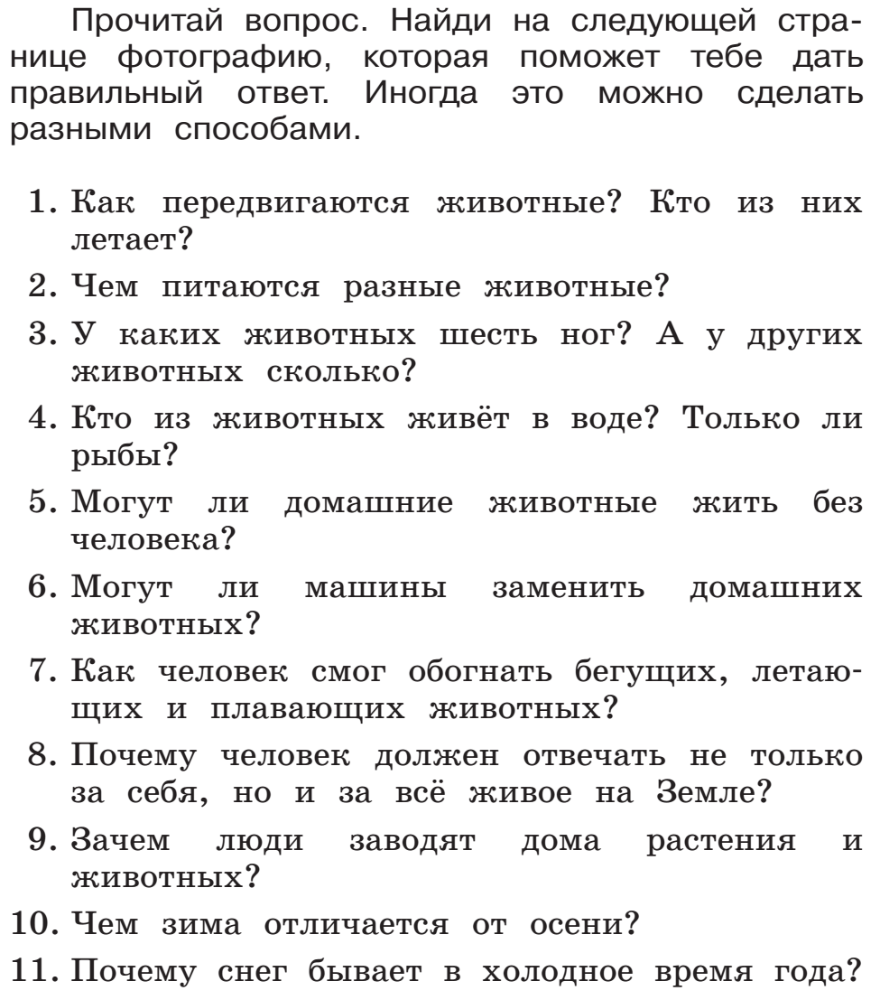 Прочитай вопрос. Найди на следующей стра-
нице фотографию, которая поможет тебе дать
правильный ответ. Иногда это можно сделать
разными способами.
1. Как передвигаются животные? Кто из них
летает?
2. Чем питаются разные животные?
3. У каких животных шесть ног? А у других
животных сколько?
4. Кто из животных живёт в воде? Только ли
рыбы?
5. Могут ли домашние животные жить без
человека?
6. Могут ли машины заменить домашних
животных?
7. Как человек смог обогнать бегущих, летаю-
щих и плавающих животных?
8. Почему человек должен отвечать не только
за себя, но и за всё живое на Земле?
9. Зачем люди заводят дома растения и
животных?
10. Чем зима отличается от осени?
11. Почему снег бывает в холодное время года?